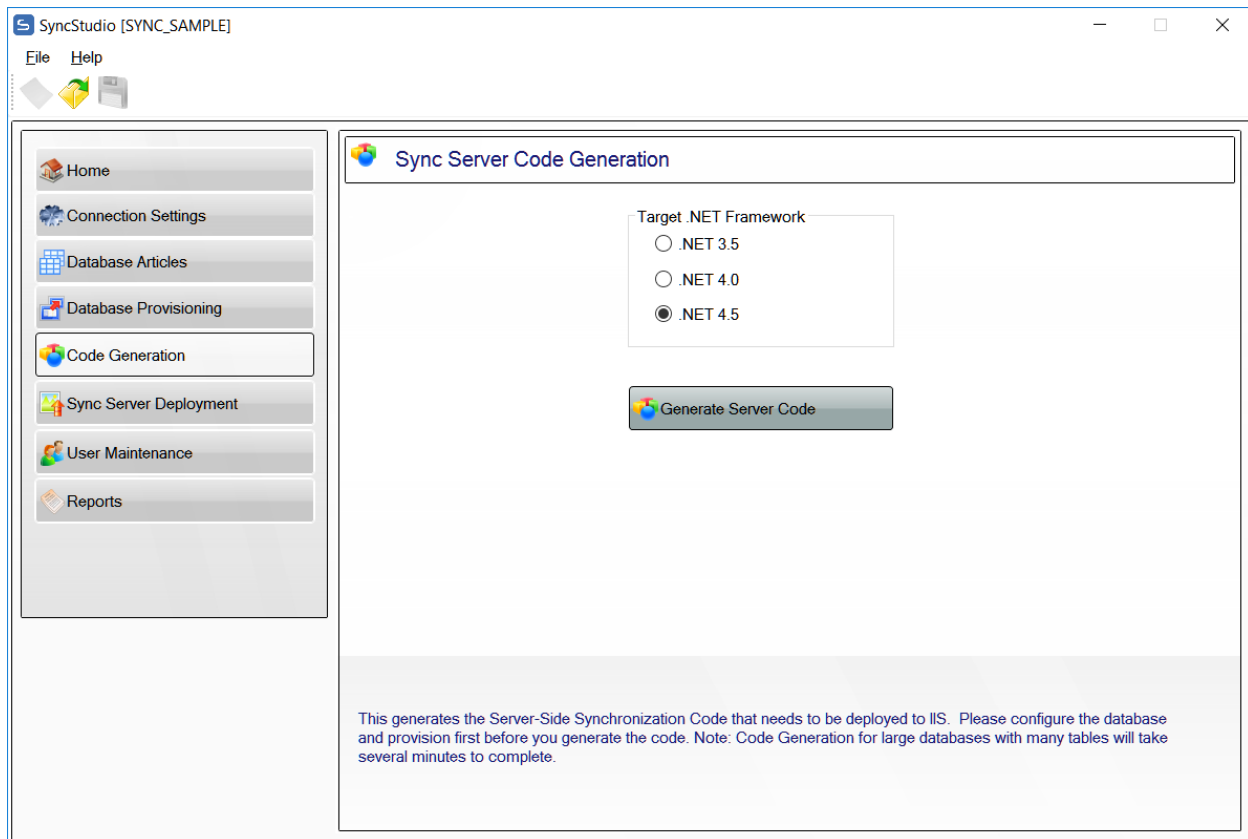 SyncStudio [SYNC_SAMPLE]
File Help
Home
Connection Settings
Database Articles
Database Provisioning
Code Generation
Sync Server Deployment
User Maintenance
Reports
Sync Server Code Generation
Target .NET Framework
.NET 3.5
.NET 4.0
.NET 4.5
Generate Server Code
This generates the Server-Side Synchronization Code that needs to be deployed to IIS. Please configure the database
and provision first before you generate the code. Note: Code Generation for large databases with many tables will take
several minutes to complete.